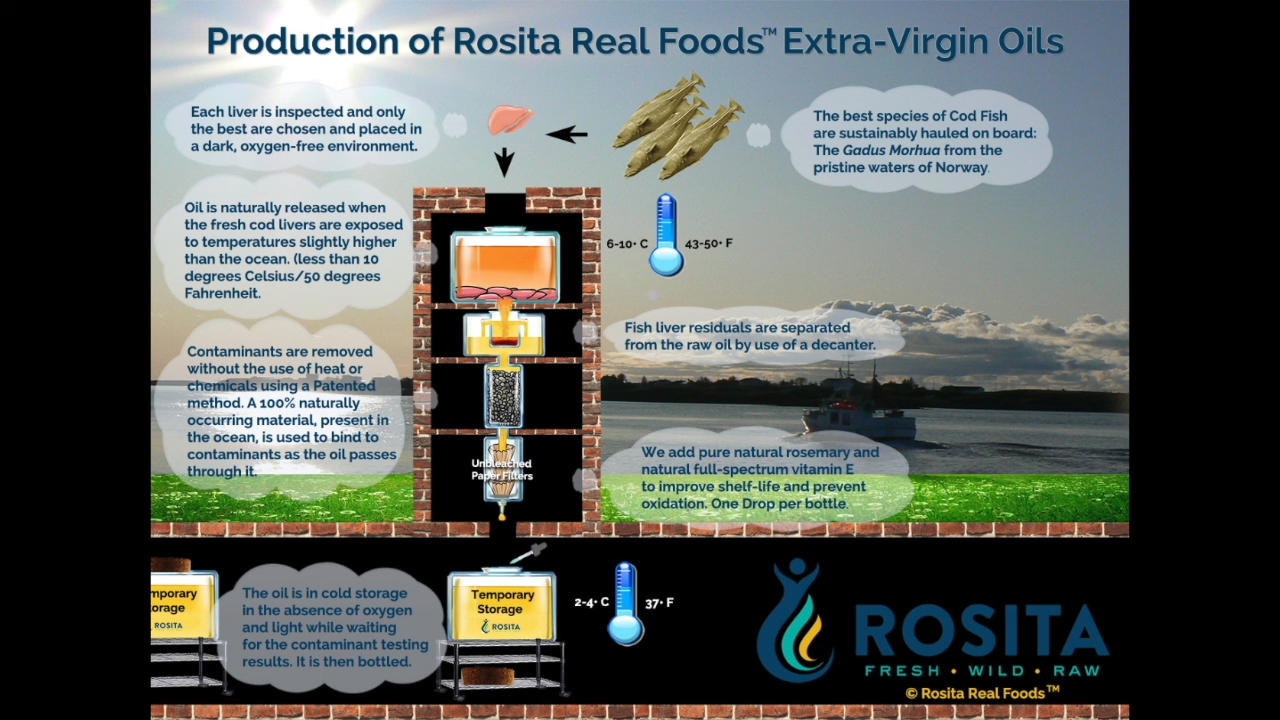 Production of Rosita Real Foods™ Extra-Virgin Oils
Each liver is inspected and only
the best are chosen and placed in
a dark, oxygen-free environment.
The best species of Cod Fish
are sustainably hauled on board:
The Gadus Morhua from the
pristine waters of Norway.
Oil is naturally released when
the fresh cod livers are exposed
to temperatures slightly higher
than the ocean. (less than 10
degrees Celsius/50 degrees
Fahrenheit.
6-10• C
43-50• F
Fish liver residuals are separated
from the raw oil by use of a decanter.
Contaminants are removed
without the use of heat or
chemicals using a Patented
method. A 100% naturally
occurring material, present in
the ocean, is used to bind to
contaminants as the oil passes
through it.
Unbleached
Paper Filters
We add pure natural rosemary and
natural full-spectrum vitamin E
to improve shelf-life and prevent
oxidation. One Drop per bottle.
mporary
orage
ROSITA
The oil is in cold storage
in the absence of oxygen
and light while waiting
for the contaminant testing
results. It is then bottled.
Temporary
Storage
ROSITA
2-4• C
37• F
ROSITA
FRESH • WILD • RAW
© Rosita Real Foods™